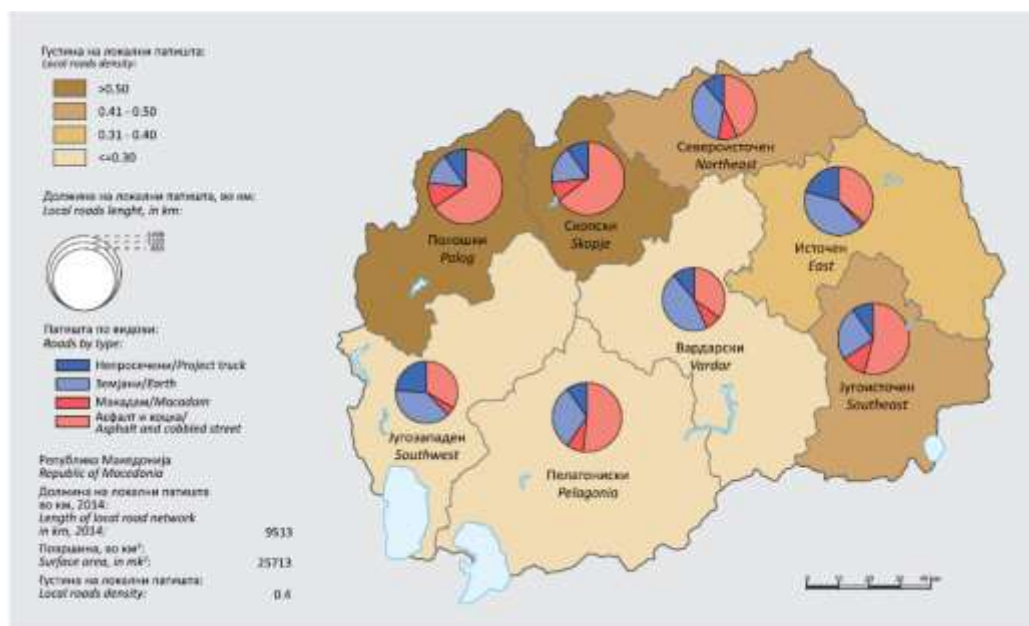 Густина на локални патишта:
Local roads density:
>0.50
0.41 - 0.50
0.31 - 0.40
<=0.30
Должина на локални патишта, во км:
Local roads lenght, in km:
Патишта по видови:
Roads by type:
Непросечени/Project truck
Земјани/Earth
Макадам/Macadam
Асфалт и коцка/
Asphalt and cobbled street
Република Македонија
Republic of Macedonia
Должина на локални патишта
во км, 2014:
Length of local road network
in km, 2014:
9513
Површина, во км²:
Surface area, in mk²:
25713
Густина на локални патишта:
Local roads density:
0.4
Североисточен
Northeast
Полошки
Polog
Скопски
Skopje
Источен
East
Вардарски
Vardar
Југоисточен
Southeast
Југозападен
Southwest
Пелагониски
Pelagonia